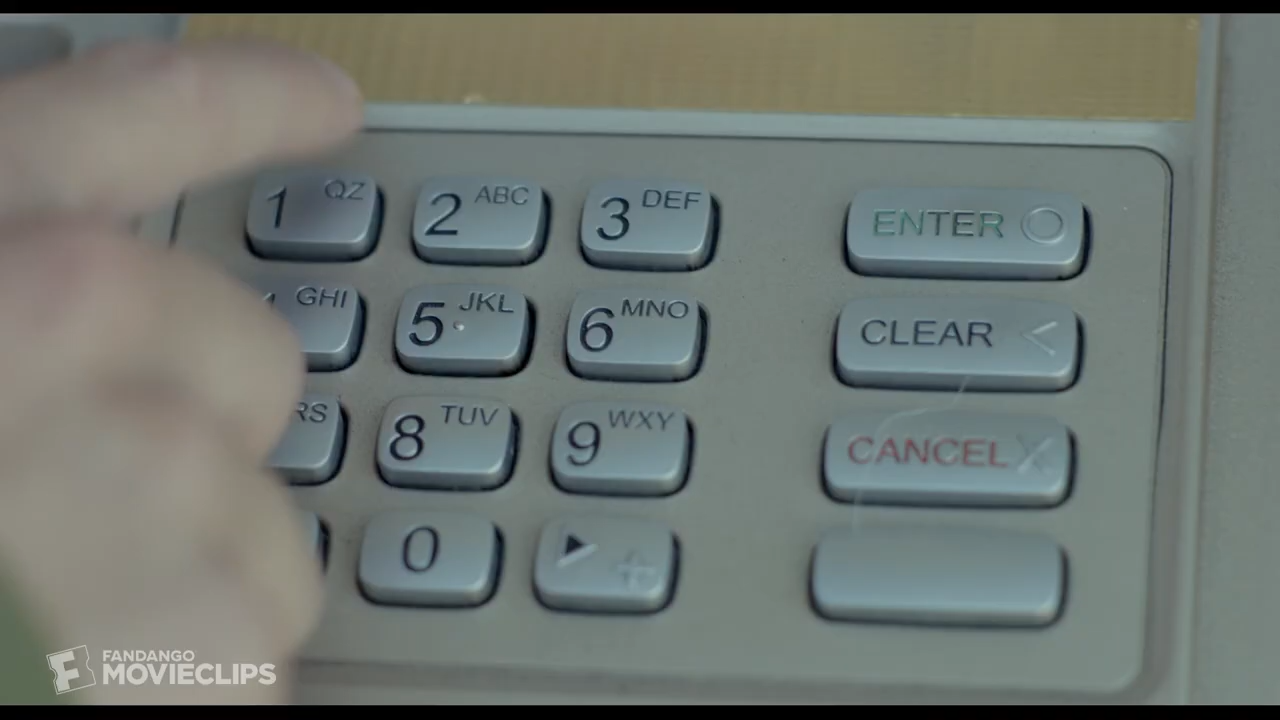 1 QZ 2 ABC 3 DEF ENTER
GHI 5 JKL 6 MNO CLEAR
RS 8 TUV 9 WXY CANCEL
0
FANDANGO
MOVIECLIPS